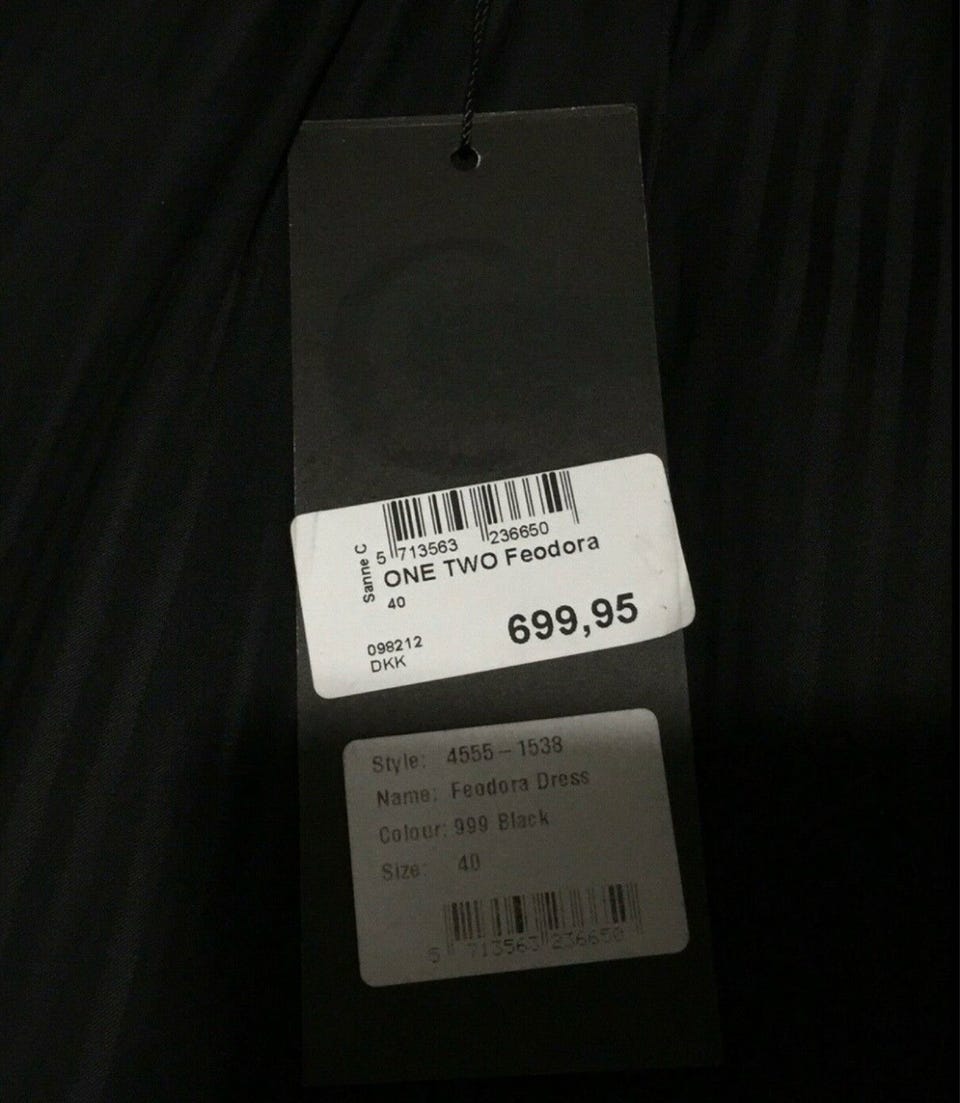 Sanne C
5 713563 236650
ONE TWO Feodora
40
699,95
098212
DKK
Style: 4555-1538
Name: Feodora Dress
Colour: 999 Black
Size: 40
5 713563 236650